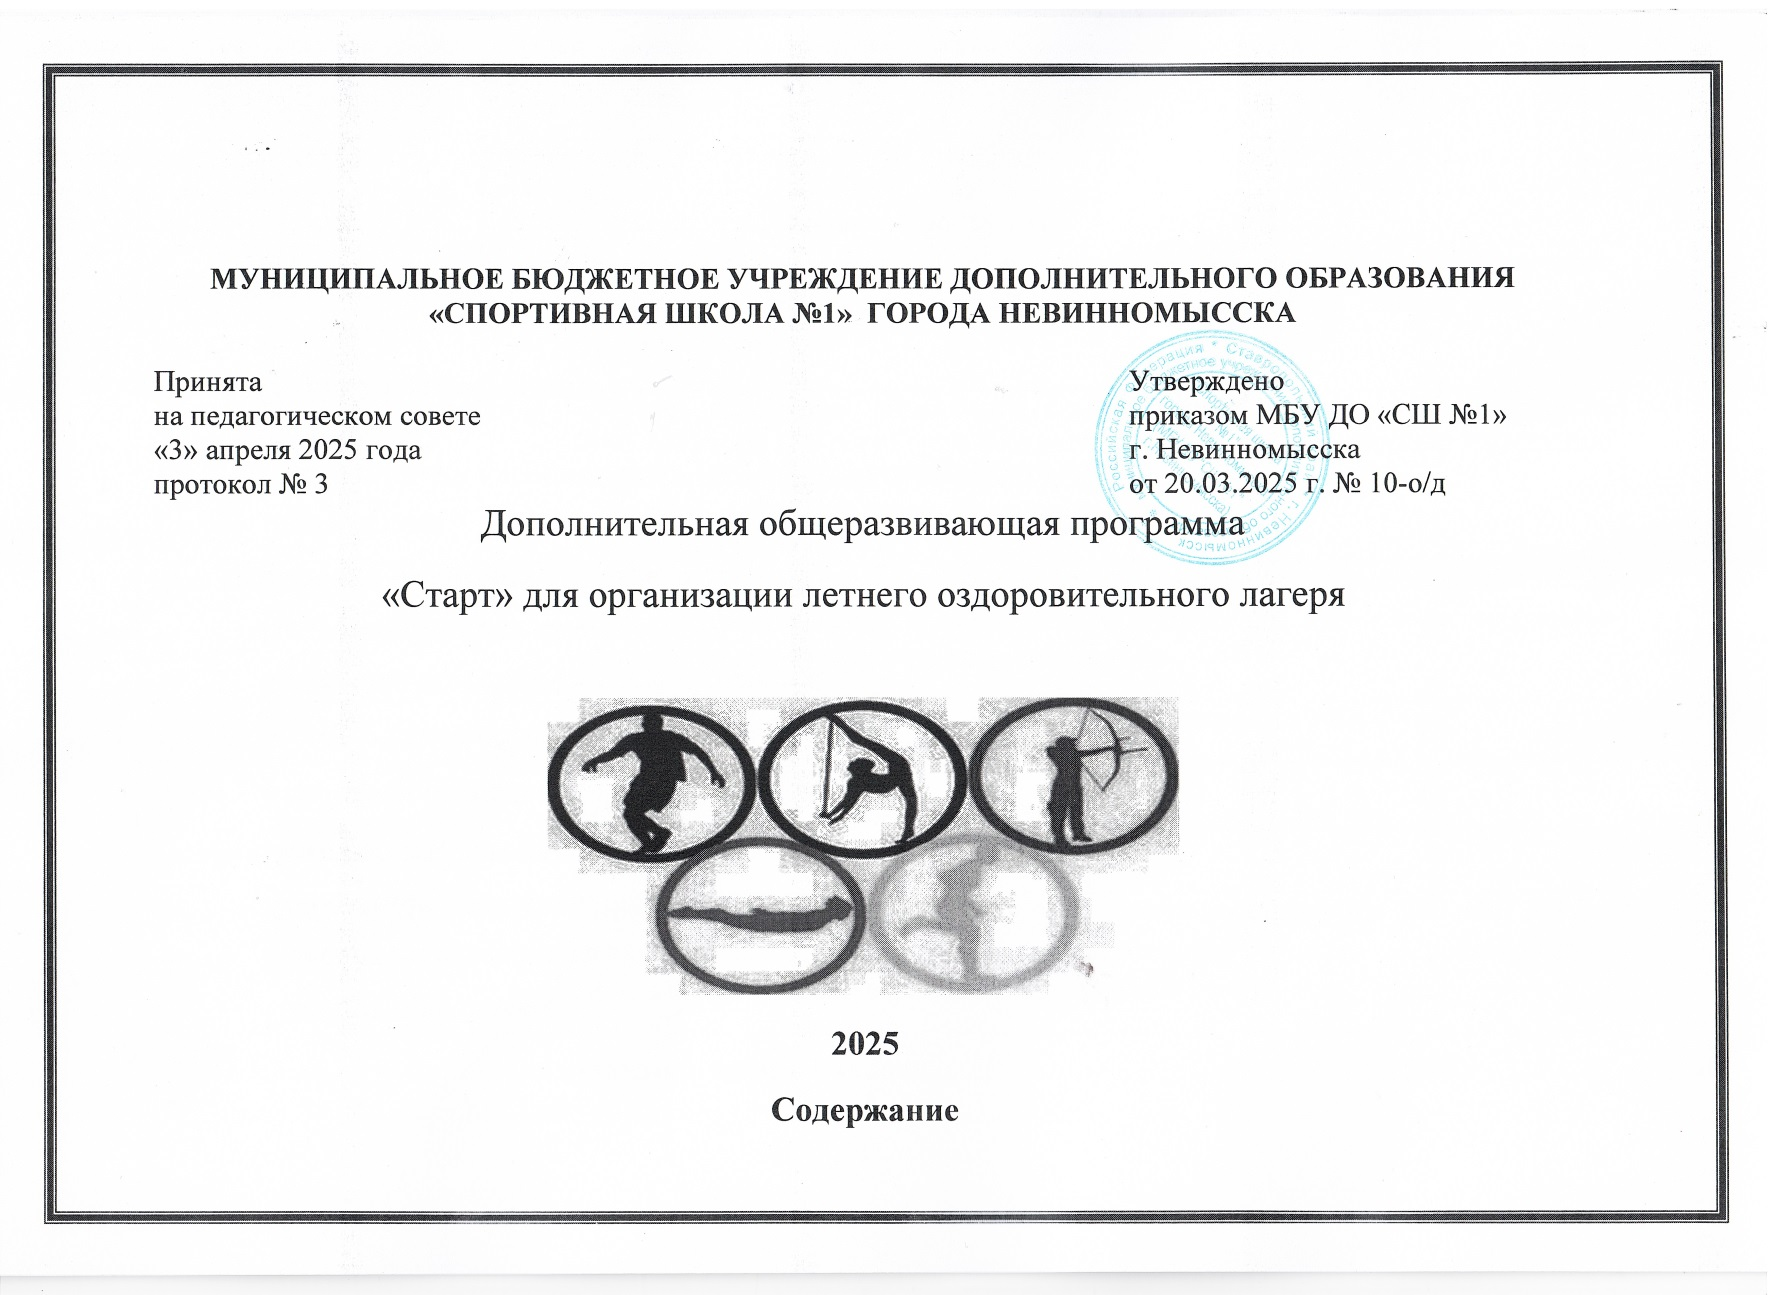 МУНИЦИПАЛЬНОЕ БЮДЖЕТНОЕ УЧРЕЖДЕНИЕ ДОПОЛНИТЕЛЬНОГО ОБРАЗОВАНИЯ
«СПОРТИВНАЯ ШКОЛА №1» ГОРОДА НЕВИННОМЫССКА
Принята
на педагогическом совете
«3» апреля 2025 года
протокол № 3
Утверждено
приказом МБУ ДО «СШ №1»
г. Невинномысска
от 20.03.2025 г. № 10-о/д
Дополнительная общеразвивающая программа
«Старт» для организации летнего оздоровительного лагеря
2025
Содержание